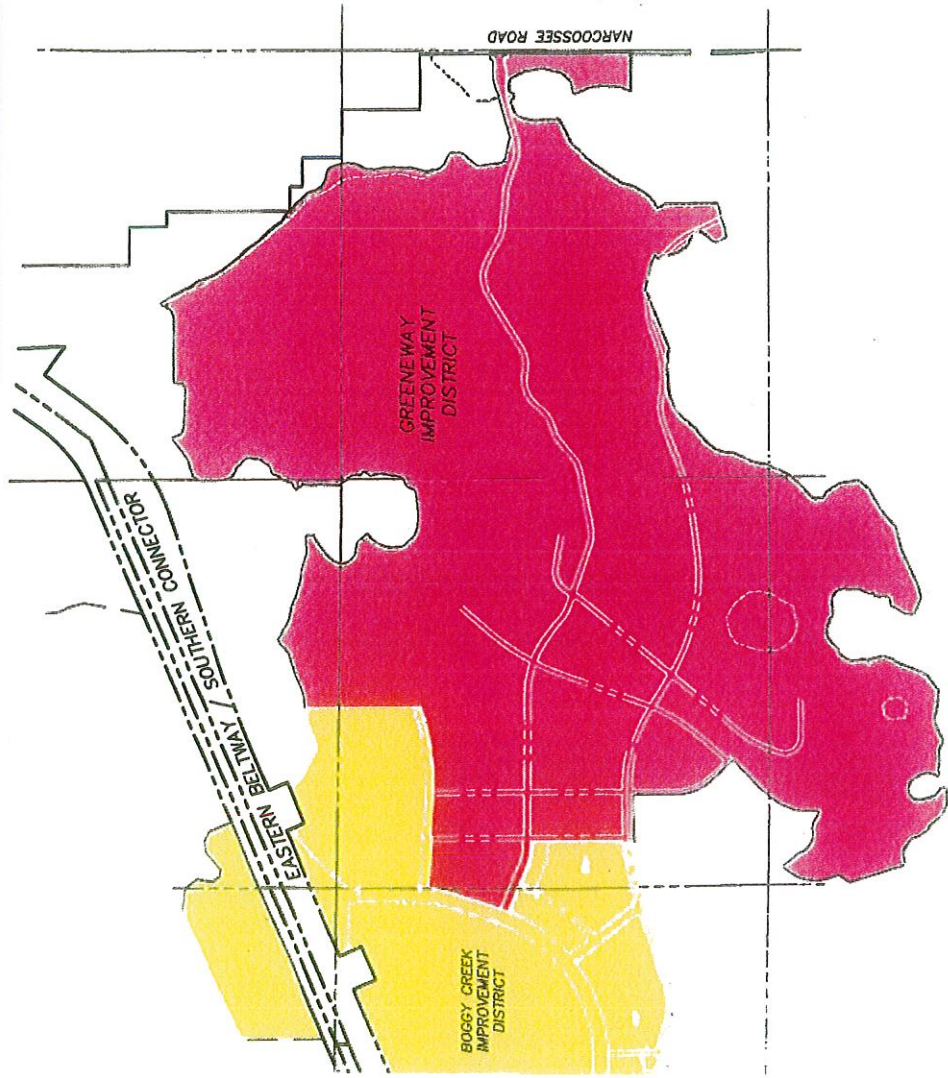 NARCOOSSEE ROAD
GREENEWAY
IMPROVEMENT
DISTRICT
EASTERN BELTWAY / SOUTHERN CONNECTOR
BOGGY CREEK
IMPROVEMENT
DISTRICT